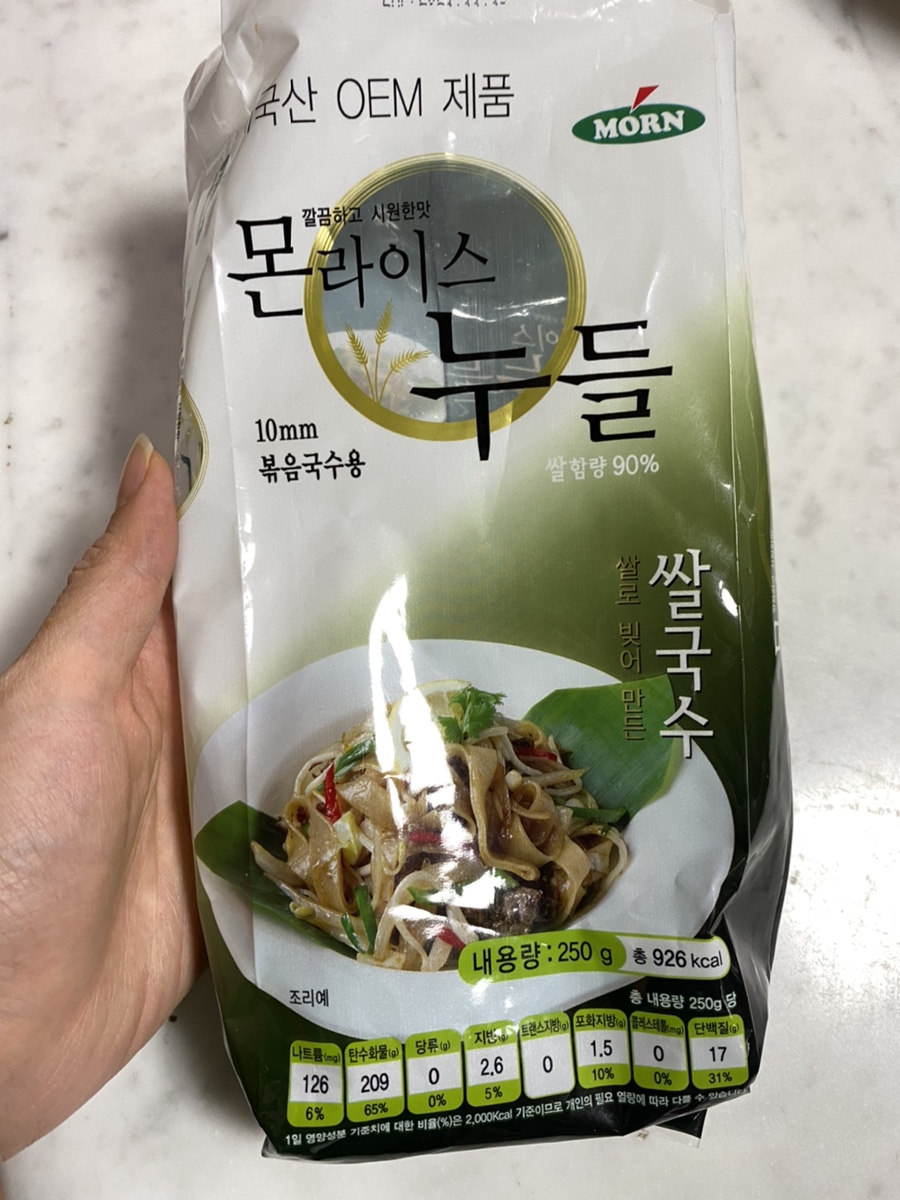 국산 OEM 제품
MORN
깔끔하고 시원한맛
몬라이스
누들
10mm
볶음국수용
쌀함량 90%
쌀국수
쌀로 빚어 만든
내용량 : 250 g 총 926 kcal
조리예
총 내용량 250g 당
나트륨(mg) 탄수화물(g) 당류(g) 지방(g) 트랜스지방(g) 포화지방(g) 콜레스테롤(mg) 단백질(g)
126 209 0 2.6 0 1.5 0 17
6% 65% 0% 5% 10% 0% 31%
1일 영양성분 기준치에 대한 비율(%)은 2,000Kcal 기준이므로 개인의 필요 열량에 따라 다를 수 있습니다